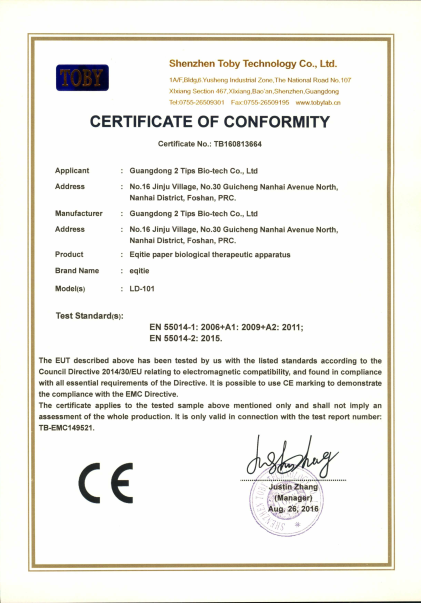 TOBY
Shenzhen Toby Technology Co., Ltd.
1A/F,Bldg.6,Yusheng Industrial Zone,The National Road No.107
Xixiang Section 467,Xixiang,Bao'an,Shenzhen,Guangdong
Tel:0755-26509301 Fax:0755-26509195 www.tobylab.cn
CERTIFICATE OF CONFORMITY
Certificate No.: TB160813664
Applicant : Guangdong 2 Tips Bio-tech Co., Ltd
Address : No.16 Jinju Village, No.30 Guicheng Nanhai Avenue North,
Nanhai District, Foshan, PRC.
Manufacturer : Guangdong 2 Tips Bio-tech Co., Ltd
Address : No.16 Jinju Village, No.30 Guicheng Nanhai Avenue North,
Nanhai District, Foshan, PRC.
Product : Eqitie paper biological therapeutic apparatus
Brand Name : eqitie
Model(s) : LD-101
Test Standard(s):
EN 55014-1: 2006+A1: 2009+A2: 2011;
EN 55014-2: 2015.
The EUT described above has been tested by us with the listed standards according to the
Council Directive 2014/30/EU relating to electromagnetic compatibility, and found in compliance
with all essential requirements of the Directive. It is possible to use CE marking to demonstrate
the compliance with the EMC Directive.
The certificate applies to the tested sample above mentioned only and shall not imply an
assessment of the whole production. It is only valid in connection with the test report number:
TB-EMC149521.
CE
Justin Zhang
(Manager)
Aug. 26, 2016